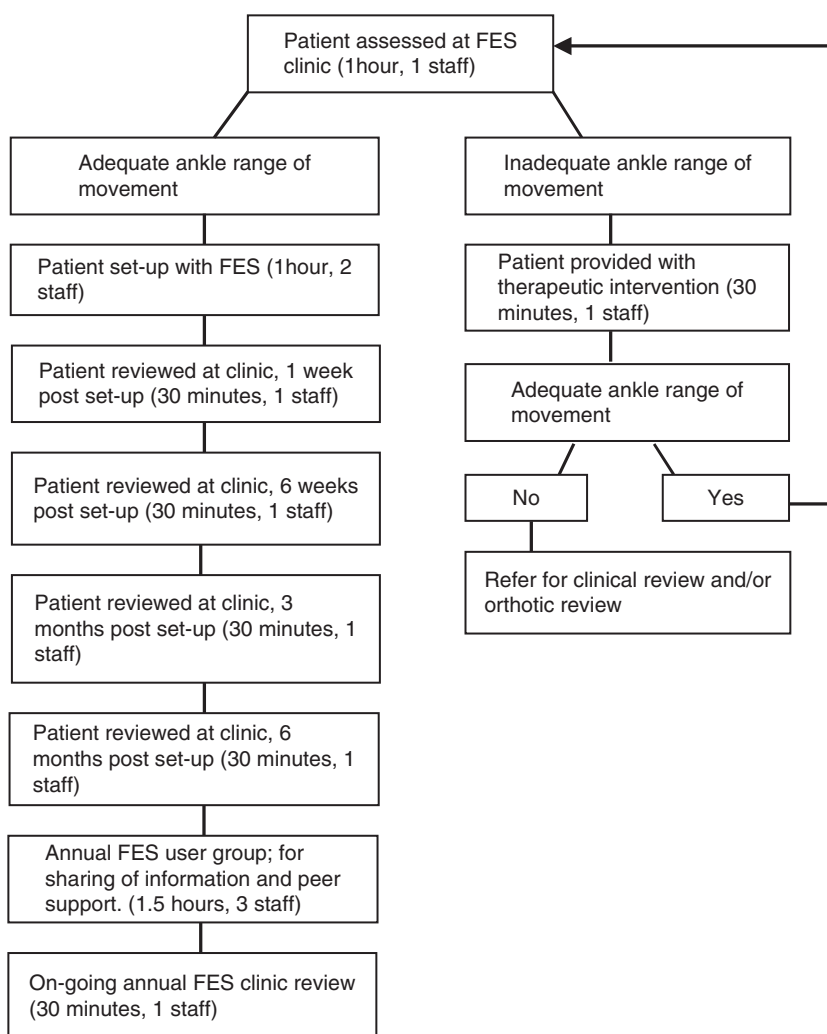 Patient assessed at FES
clinic (1hour, 1 staff)
Adequate ankle range of
movement
Patient set-up with FES (1hour, 2
staff)
Patient reviewed at clinic, 1 week
post set-up (30 minutes, 1 staff)
Patient reviewed at clinic, 6 weeks
post set-up (30 minutes, 1 staff)
Patient reviewed at clinic, 3
months post set-up (30 minutes, 1
staff)
Patient reviewed at clinic, 6
months post set-up (30 minutes, 1
staff)
Annual FES user group; for
sharing of information and peer
support. (1.5 hours, 3 staff)
On-going annual FES clinic review
(30 minutes, 1 staff)
Inadequate ankle range of
movement
Patient provided with
therapeutic intervention (30
minutes, 1 staff)
Adequate ankle range of
movement
No
Yes
Refer for clinical review and/or
orthotic review